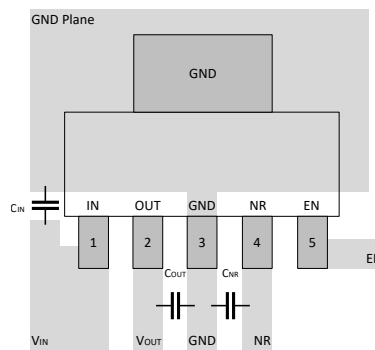 GND Plane
GND
CIN
IN OUT GND NR EN
1 2 3 4 5
EN
COUT CNR
VIN VOUT GND NR